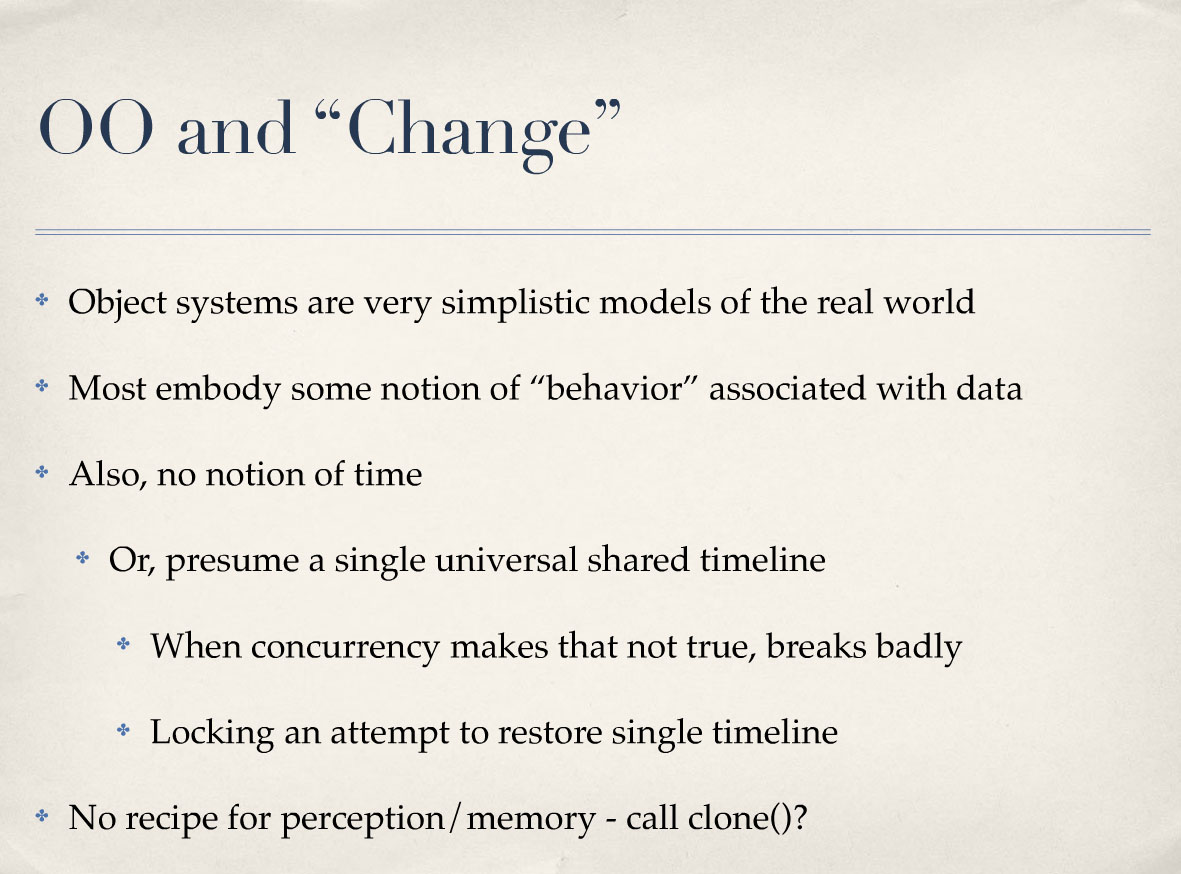 OO and “Change”
Object systems are very simplistic models of the real world
Most embody some notion of “behavior” associated with data
Also, no notion of time
Or, presume a single universal shared timeline
When concurrency makes that not true, breaks badly
Locking an attempt to restore single timeline
No recipe for perception/memory - call clone()?